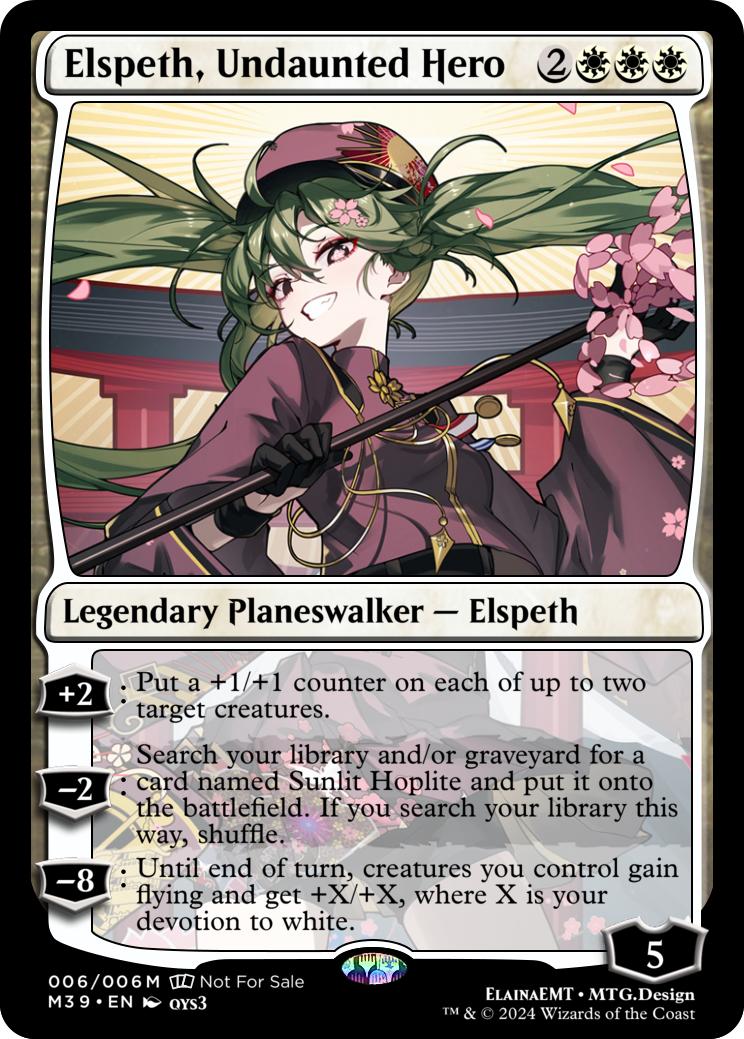 Elspeth, Undaunted Hero 2
Legendary Planeswalker — Elspeth
+2 : Put a +1/+1 counter on each of up to two
target creatures.
Search your library and/or graveyard for a
−2 : card named Sunlit Hoplite and put it onto
the battlefield. If you search your library this
way, shuffle.
−8 : Until end of turn, creatures you control gain
flying and get +X/+X, where X is your
devotion to white.
5
006/006M Not For Sale
M39 • EN QYS3
ElainaEMT • MTG.Design
™ & © 2024 Wizards of the Coast